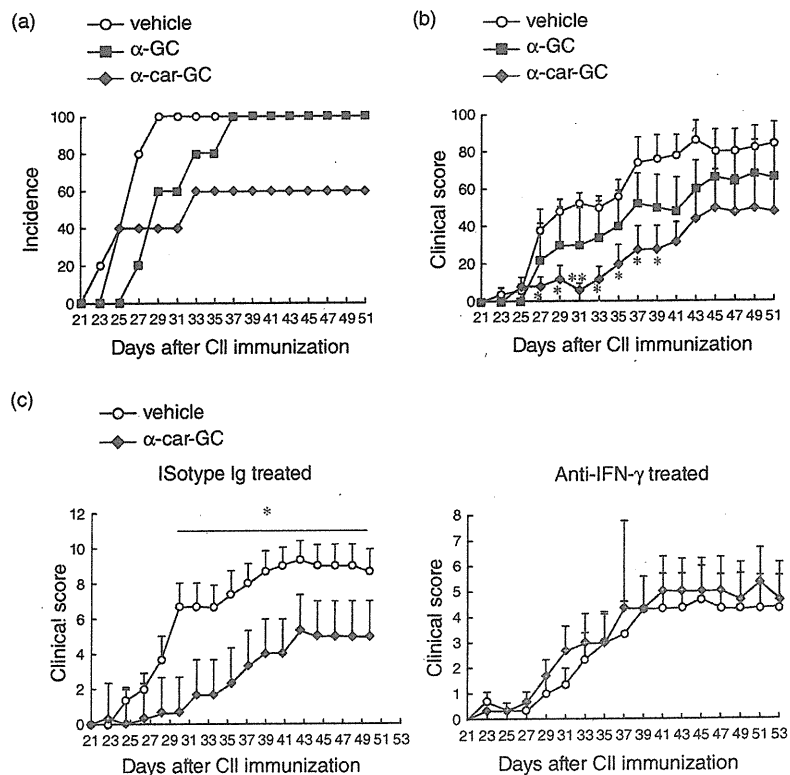 (a)
vehicle
α-GC
α-car-GC
100
80
60
40
20
0
Incidence
21 23 25 27 29 31 33 35 37 39 41 43 45 47 49 51
Days after CII immunization
(b)
vehicle
α-GC
α-car-GC
100
80
60
40
20
0
Clinical score
* * ** * * * *
21 23 25 27 29 31 33 35 37 39 41 43 45 47 49 51
Days after CII immunization
(c)
vehicle
α-car-GC
ISotype Ig treated
*
12
10
8
6
4
2
0
Clinical score
21 23 25 27 29 31 33 35 37 39 41 43 45 47 49 51 53
Days after CII immunization
Anti-IFN-γ treated
8
7
6
5
4
3
2
1
0
Clinical score
21 23 25 27 29 31 33 35 37 39 41 43 45 47 49 51 53
Days after CII immunization